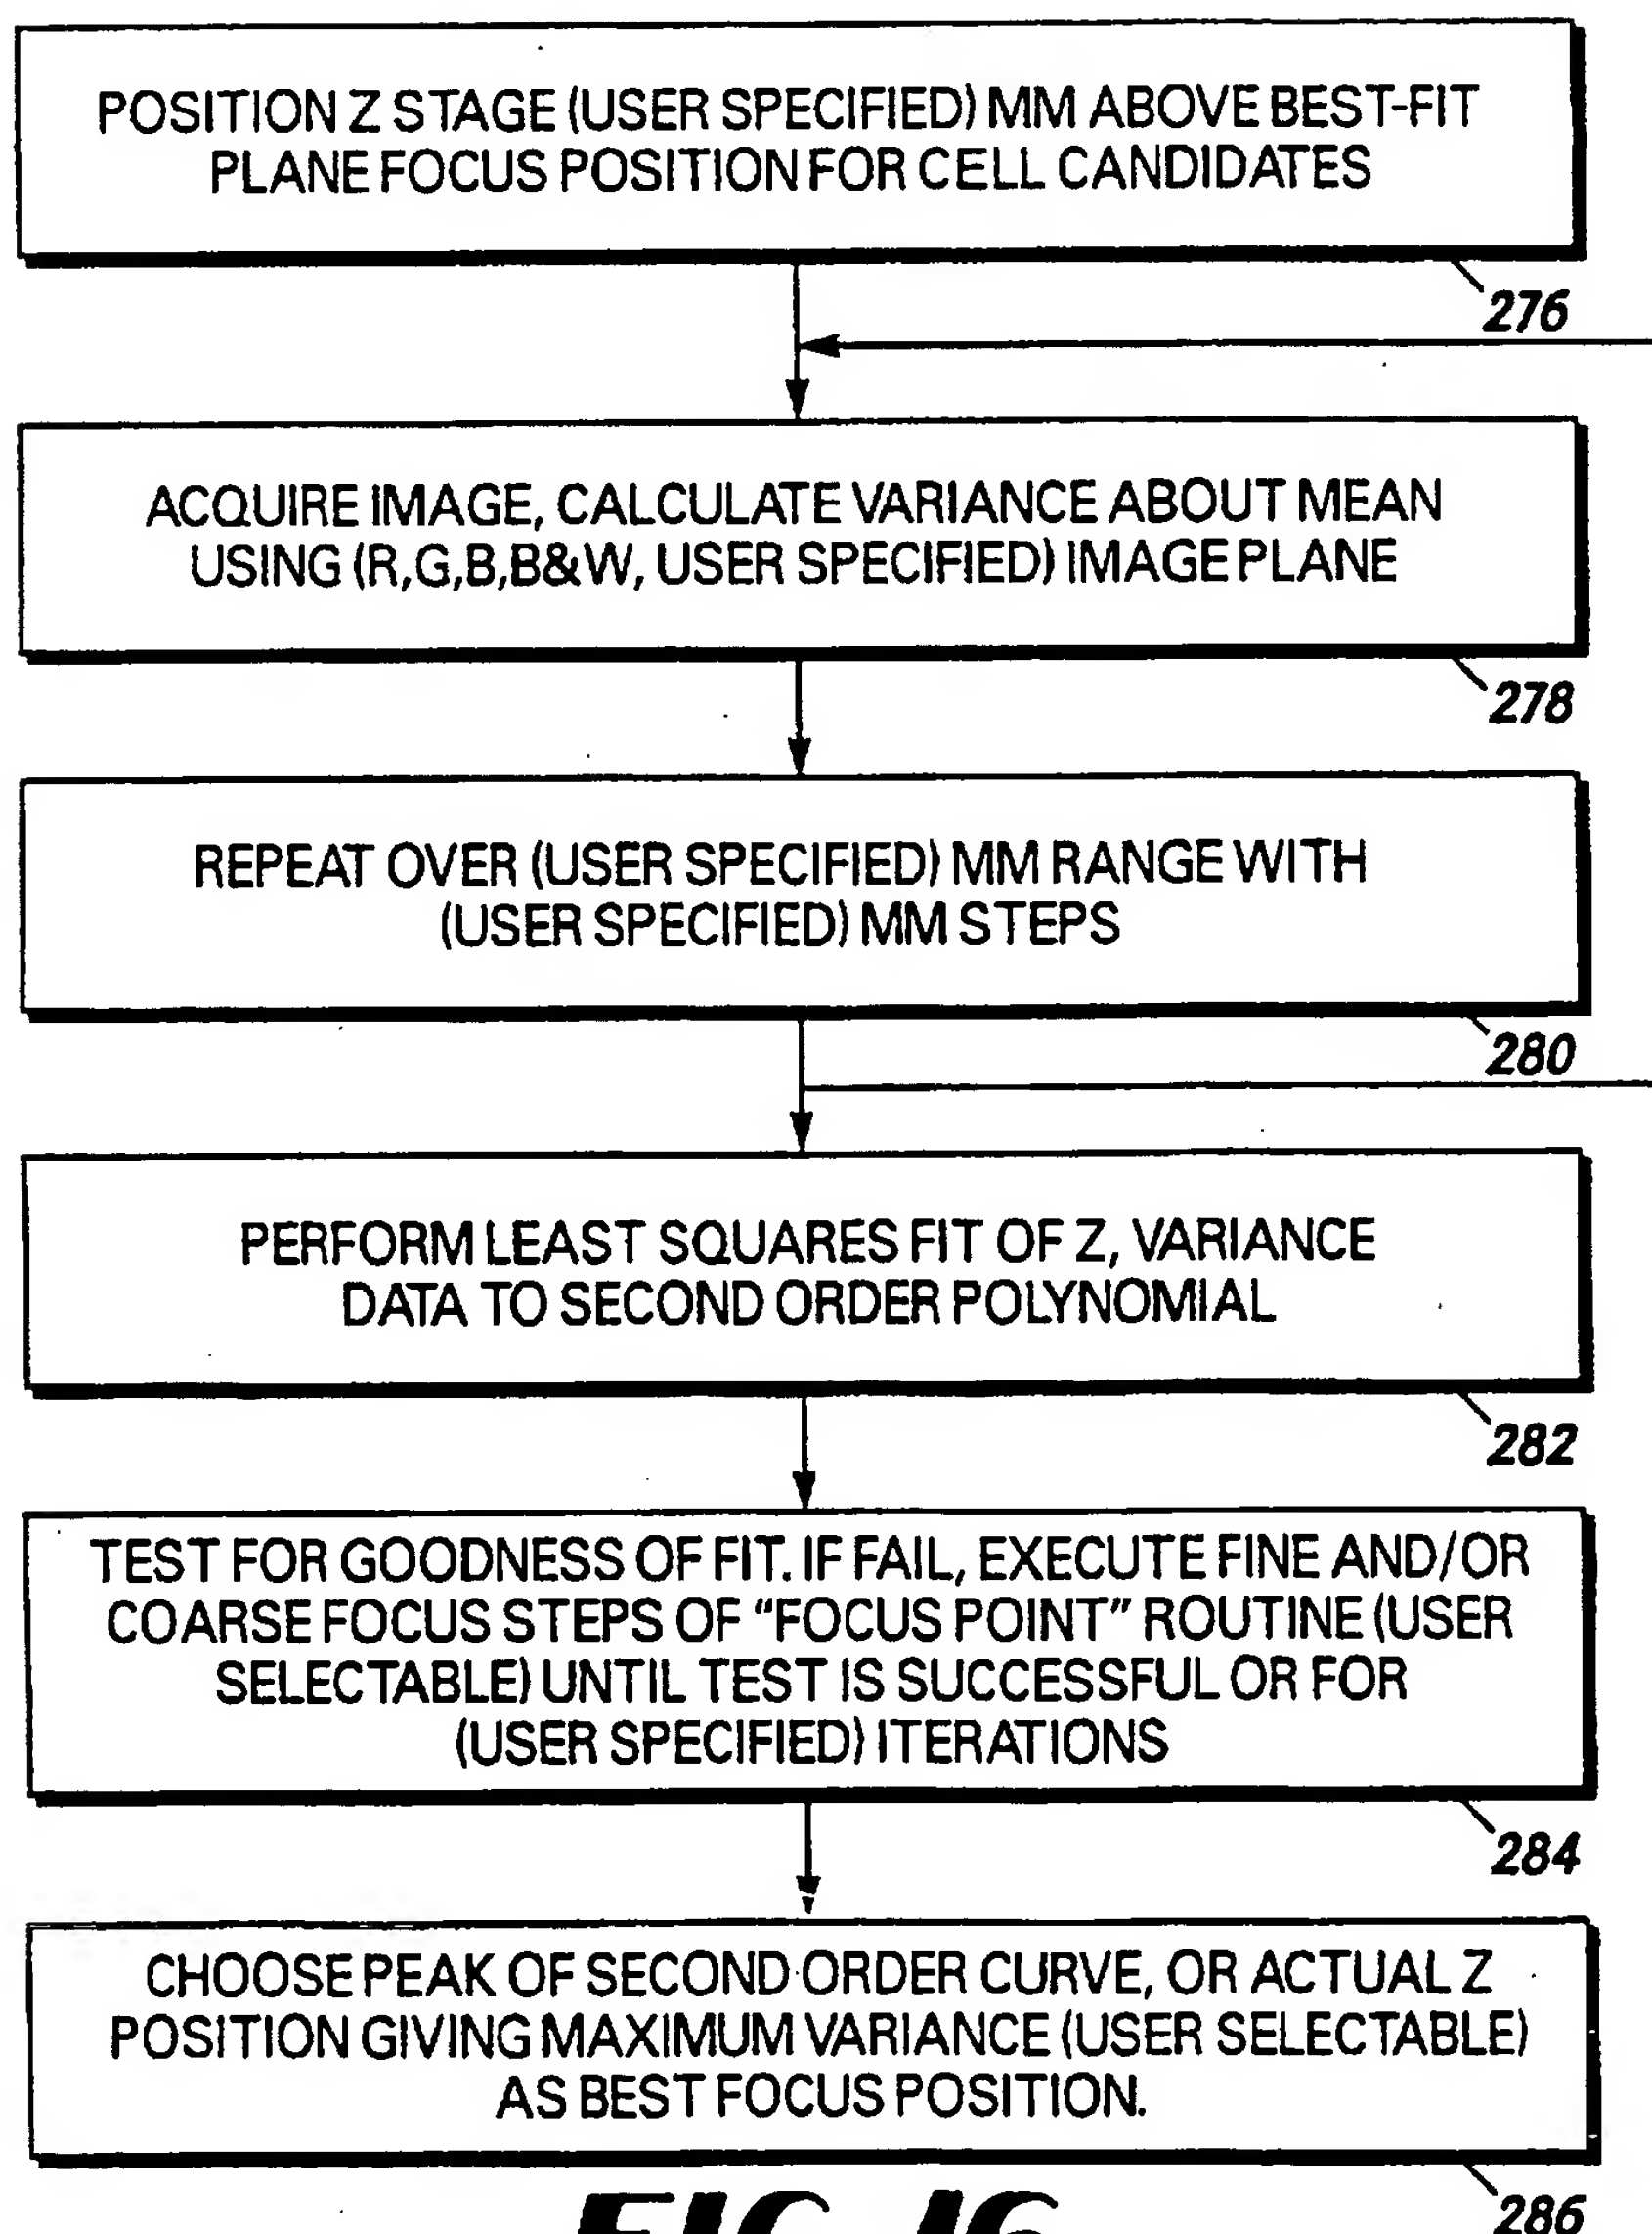 POSITION Z STAGE (USER SPECIFIED) MM ABOVE BEST-FIT
PLANE FOCUS POSITION FOR CELL CANDIDATES
276
ACQUIRE IMAGE, CALCULATE VARIANCE ABOUT MEAN
USING (R,G,B,B&W, USER SPECIFIED) IMAGE PLANE
278
REPEAT OVER (USER SPECIFIED) MM RANGE WITH
(USER SPECIFIED) MM STEPS
280
PERFORM LEAST SQUARES FIT OF Z, VARIANCE
DATA TO SECOND ORDER POLYNOMIAL
282
TEST FOR GOODNESS OF FIT. IF FAIL, EXECUTE FINE AND/OR
COARSE FOCUS STEPS OF “FOCUS POINT” ROUTINE (USER
SELECTABLE) UNTIL TEST IS SUCCESSFUL OR FOR
(USER SPECIFIED) ITERATIONS
284
CHOOSE PEAK OF SECOND ORDER CURVE, OR ACTUAL Z
POSITION GIVING MAXIMUM VARIANCE (USER SELECTABLE)
AS BEST FOCUS POSITION.
286
FIG. 16